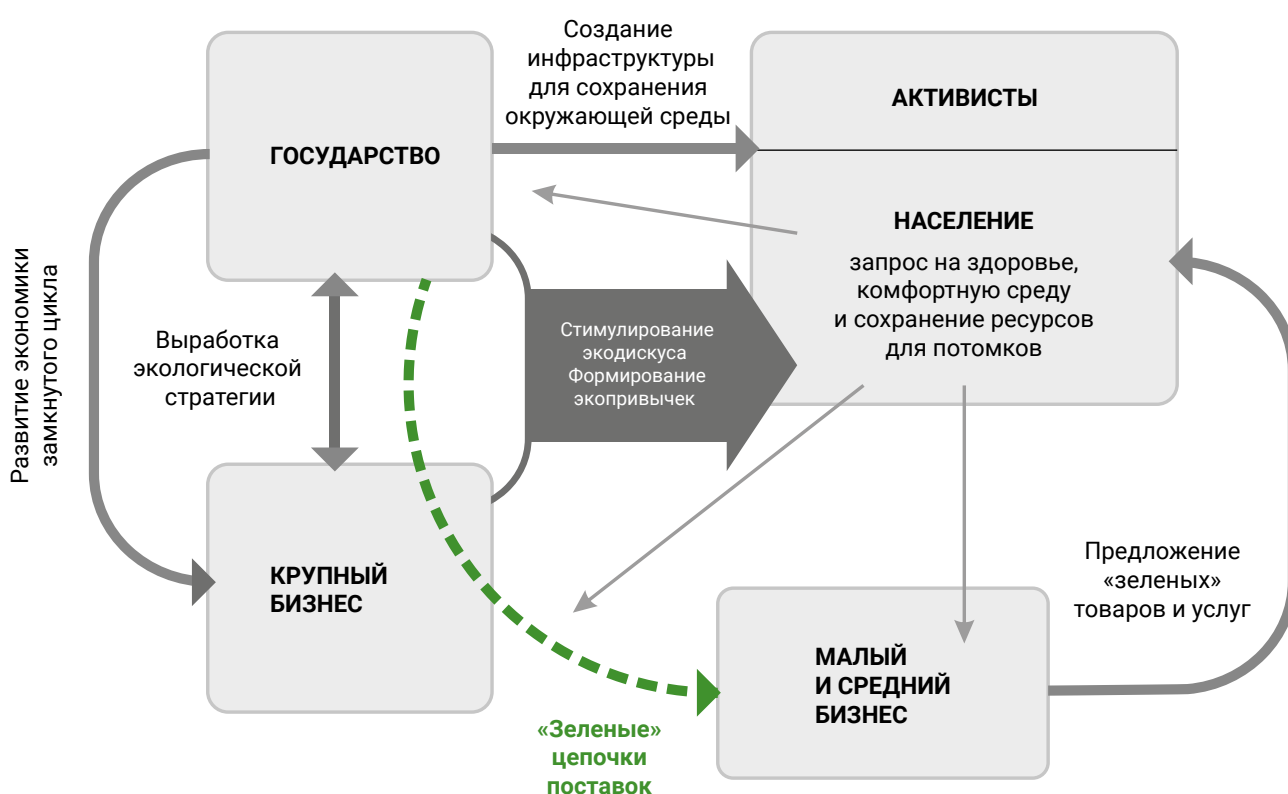 Создание
инфраструктуры
для сохранения
окружающей среды
АКТИВИСТЫ
ГОСУДАРСТВО
НАСЕЛЕНИЕ
запрос на здоровье,
комфортную среду
и сохранение ресурсов
для потомков
Развитие экономики
замкнутого цикла
Выработка
экологической
стратегии
Стимулирование
экодискуса
Формирование
экопривычек
КРУПНЫЙ
БИЗНЕС
Предложение
«зеленых»
товаров и услуг
МАЛЫЙ
И СРЕДНИЙ
БИЗНЕС
«Зеленые»
цепочки
поставок